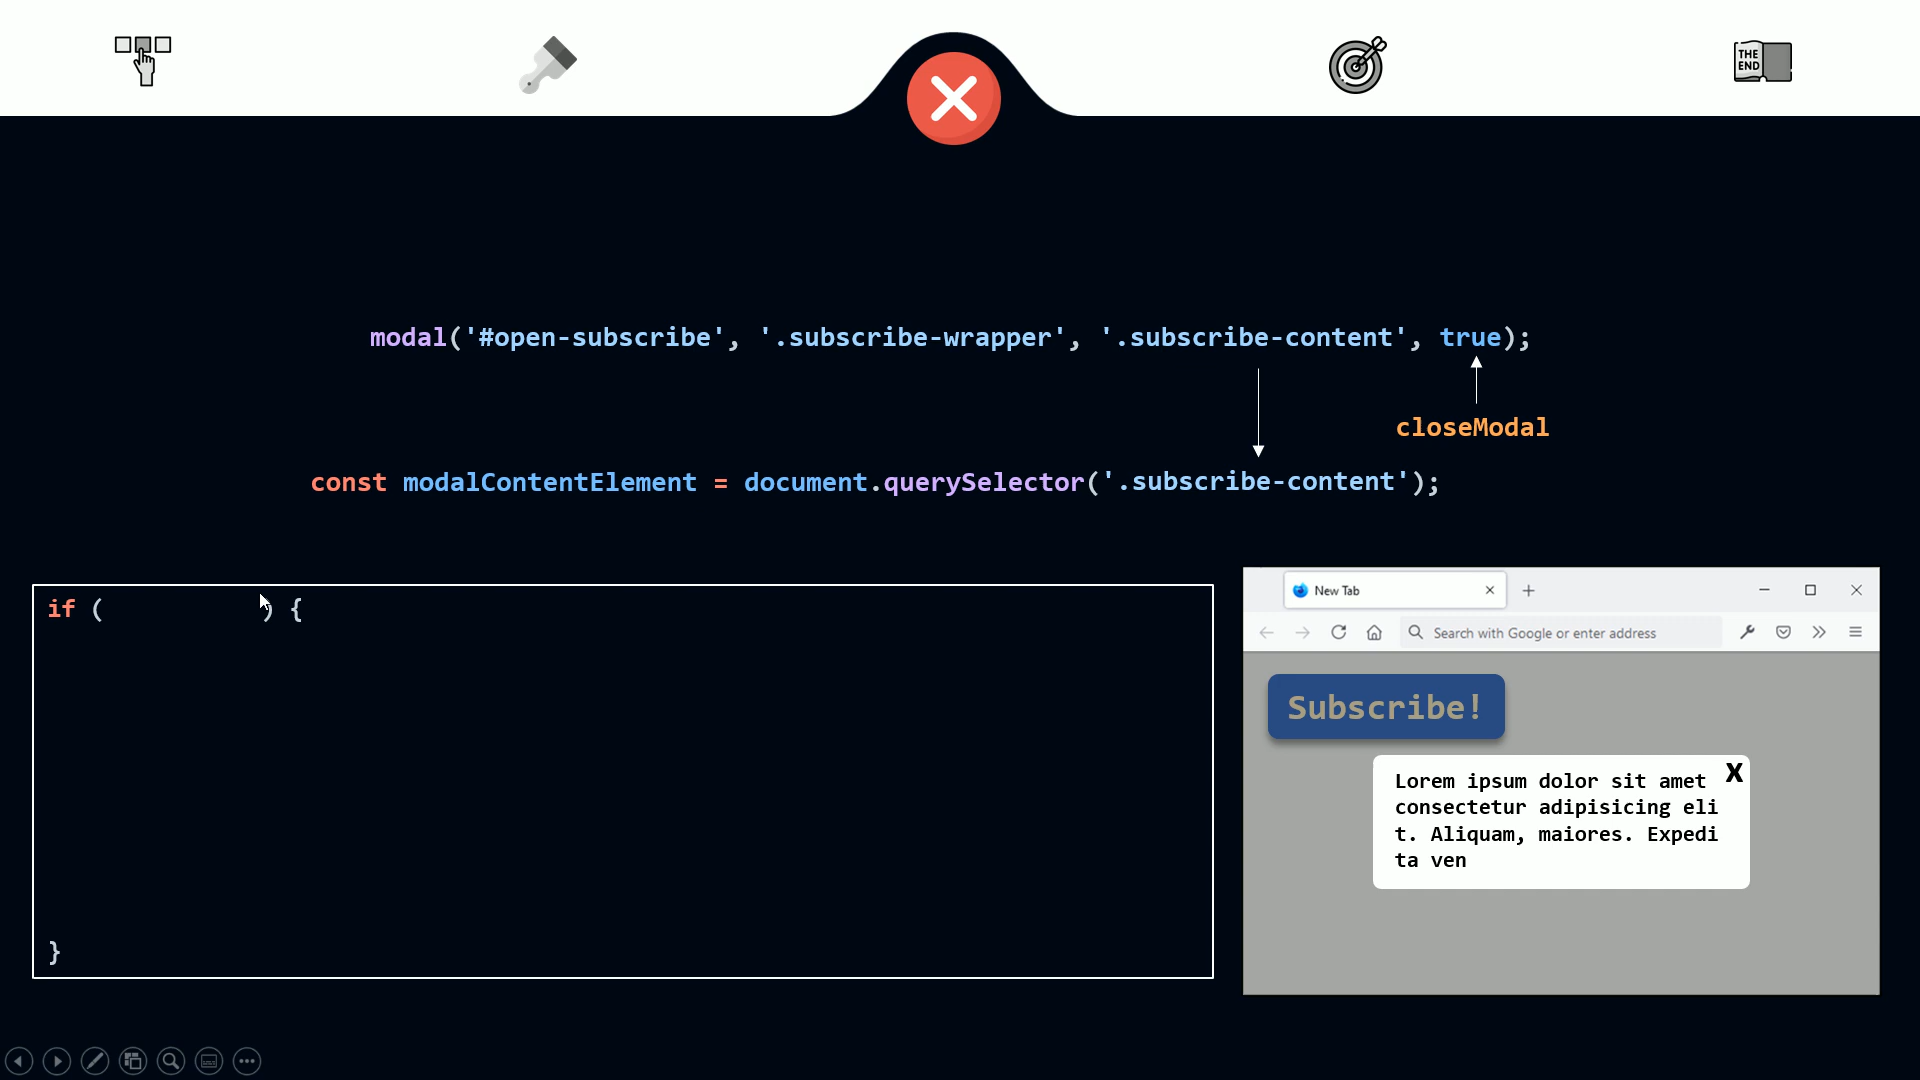 THE
END
modal('#open-subscribe', '.subscribe-wrapper', '.subscribe-content', true);
closeModal
const modalContentElement = document.querySelector('.subscribe-content');
if (          ) {
}
New Tab
Search with Google or enter address
Subscribe!
X
Lorem ipsum dolor sit amet
consectetur adipisicing eli
t. Aliquam, maiores. Expedi
ta ven